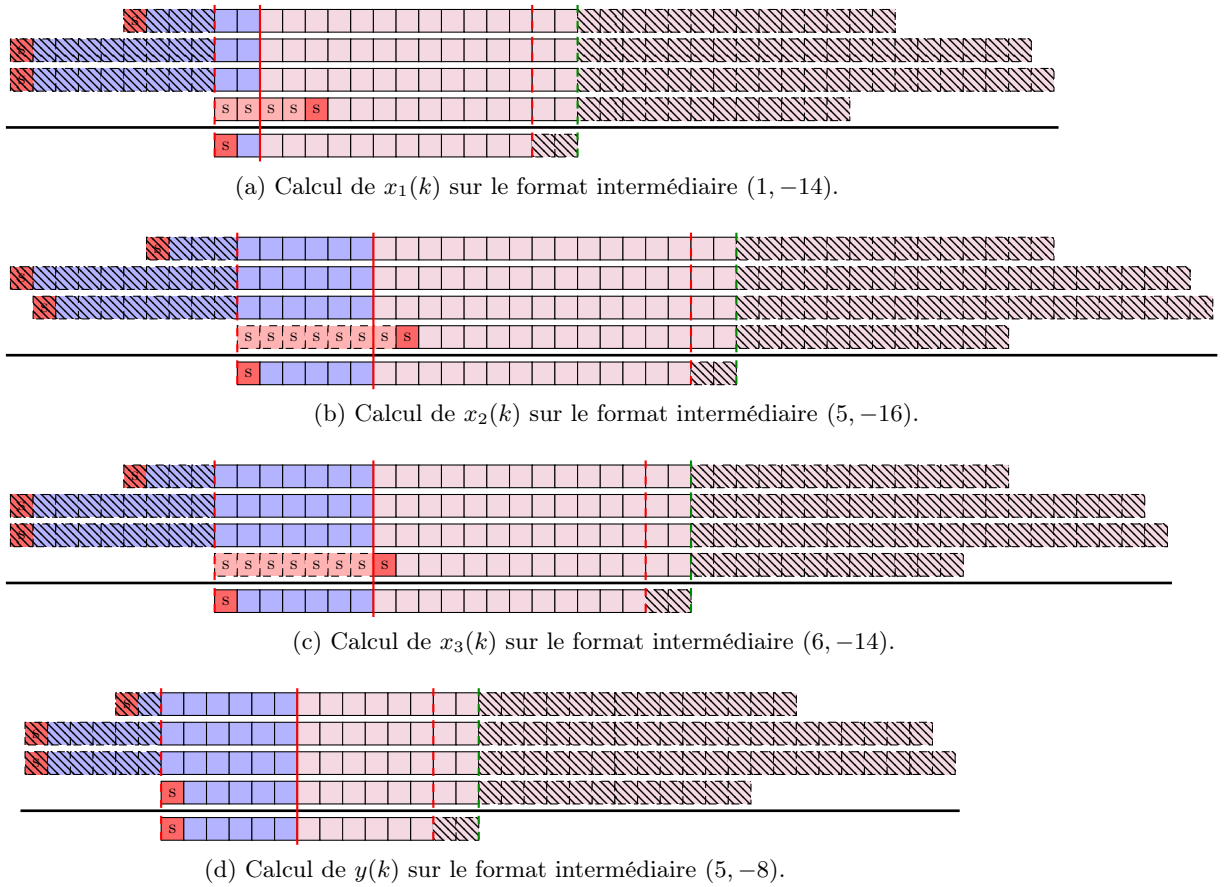 s
s
s
s s s s s
s
(a) Calcul de x₁(k) sur le format intermédiaire (1, −14).
s
s
s
s s s s s s s s
s
(b) Calcul de x₂(k) sur le format intermédiaire (5, −16).
s
s
s
s s s s s s s s
s
(c) Calcul de x₃(k) sur le format intermédiaire (6, −14).
s
s
s
s
s
(d) Calcul de y(k) sur le format intermédiaire (5, −8).